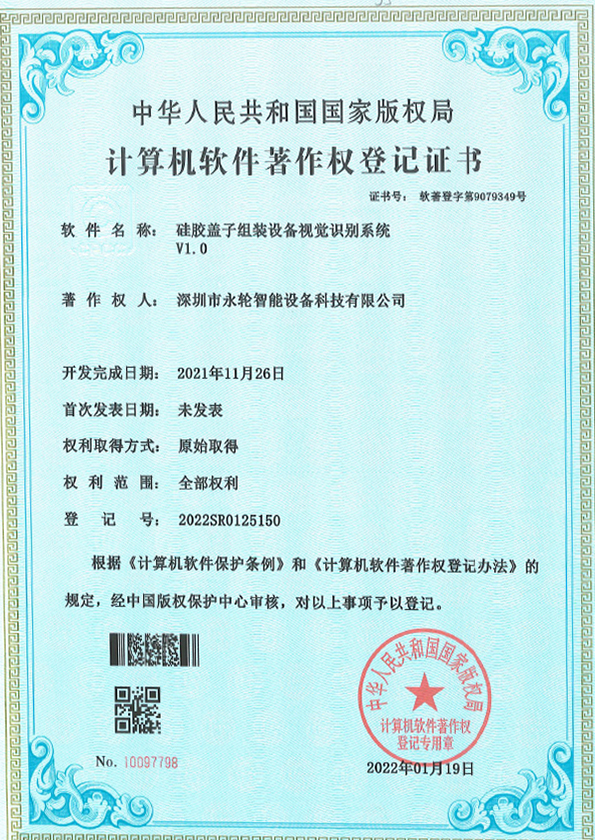 中华人民共和国国家版权局
计算机软件著作权登记证书
证书号： 软著登字第9079349号
软件名称： 硅胶盖子组装设备视觉识别系统
V1.0
著作权人： 深圳市永轮智能设备科技有限公司
开发完成日期： 2021年11月26日
首次发表日期： 未发表
权利取得方式： 原始取得
权利范围： 全部权利
登记号： 2022SR0125150
根据《计算机软件保护条例》和《计算机软件著作权登记办法》的
规定，经中国版权保护中心审核，对以上事项予以登记。
中华人民共和国国家版权局
计算机软件著作权
登记专用章
No. 10097798
2022年01月19日